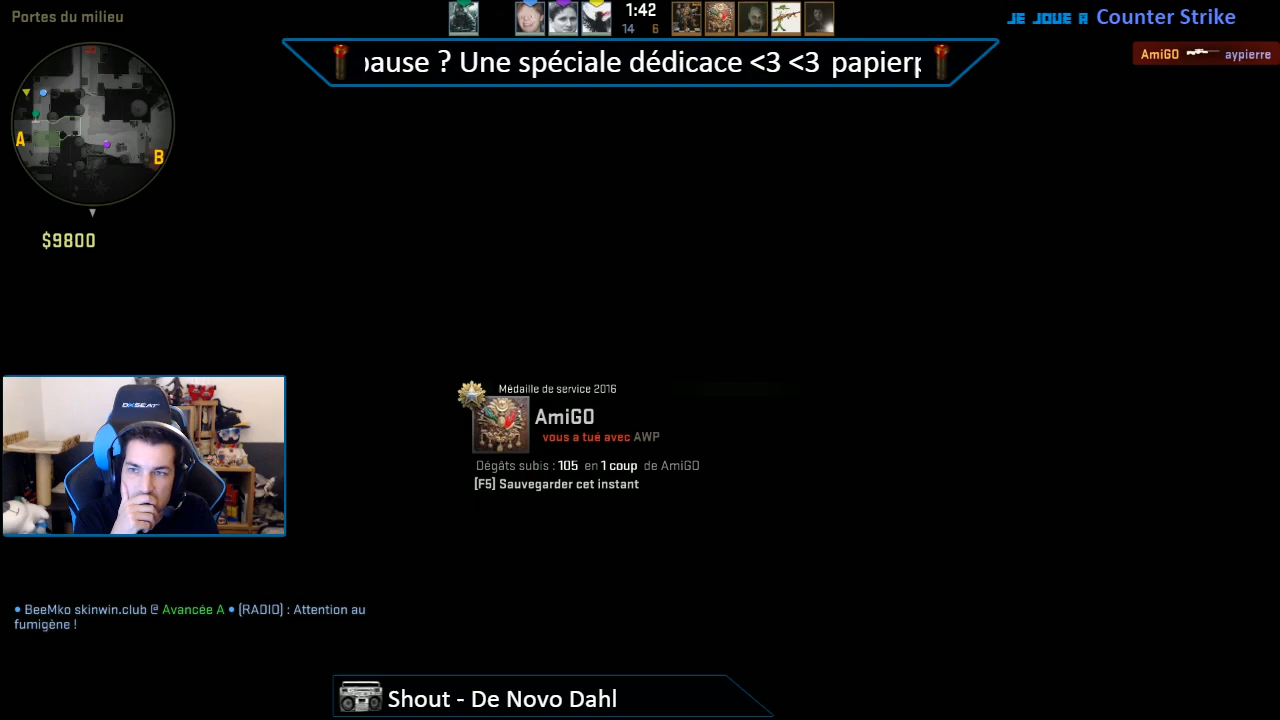 Portes du milieu
1:42
14 6
JE JOUE A Counter Strike
pause ? Une spéciale dédicace <3 <3 papierp
AmiGO aypierre
A
B
$9800
DXSEAT
Médaille de service 2016
AmiGO
vous a tué avec AWP
Dégâts subis : 105 en 1 coup de AmiGO
[F5] Sauvegarder cet instant
• BeeMko skinwin.club @ Avancée A • (RADIO) : Attention au
fumigène !
Shout - De Novo Dahl